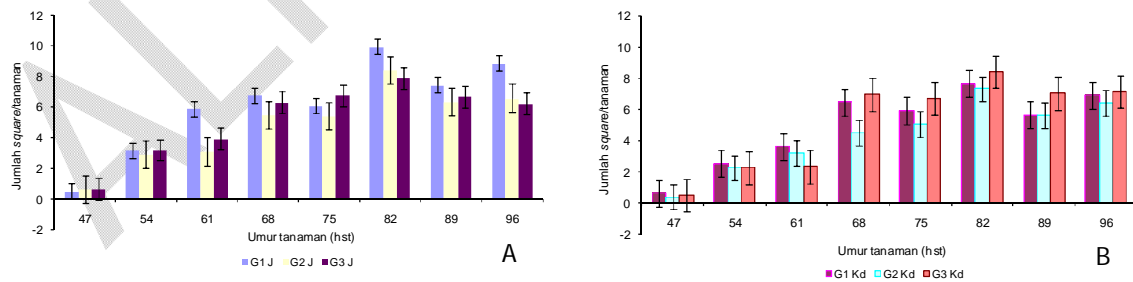 12
10
8
6
4
2
0
-2
Jumlah square/tanaman
47 54 61 68 75 82 89 96
Umur tanaman (hst)
A
G1 J G2 J G3 J
12
10
8
6
4
2
0
-2
Jumlah square/tanaman
47 54 61 68 75 82 89 96
Umur tanaman (hst)
B
G1 Kd G2 Kd G3 Kd